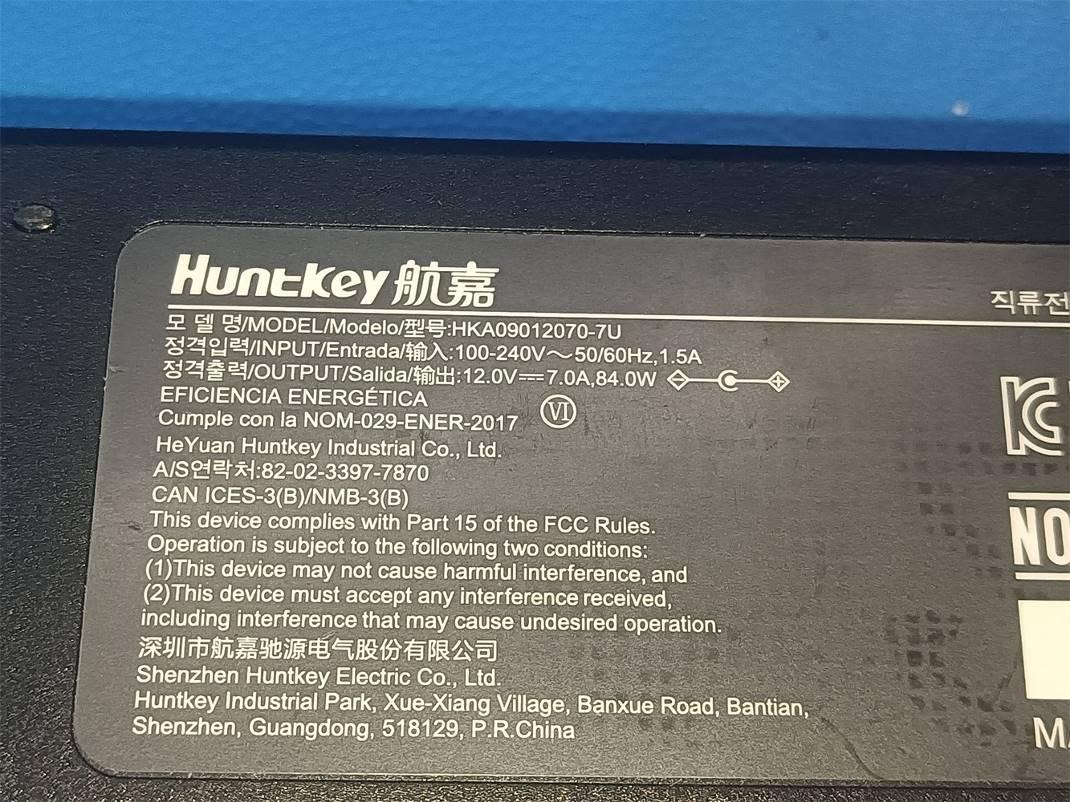 Huntkey 航嘉
직류전
모 델 명/MODEL/Modelo/型号:HKA09012070-7U
정격입력/INPUT/Entrada/输入:100-240V～50/60Hz,1.5A
정격출력/OUTPUT/Salida/输出:12.0V⎓7.0A,84.0W
EFICIENCIA ENERGÉTICA
Cumple con la NOM-029-ENER-2017 Ⅵ
HeYuan Huntkey Industrial Co., Ltd.
A/S연락처:82-02-3397-7870
CAN ICES-3(B)/NMB-3(B)
This device complies with Part 15 of the FCC Rules.
Operation is subject to the following two conditions:
(1)This device may not cause harmful interference, and
(2)This device must accept any interference received,
including interference that may cause undesired operation.
深圳市航嘉驰源电气股份有限公司
Shenzhen Huntkey Electric Co., Ltd.
Huntkey Industrial Park, Xue-Xiang Village, Banxue Road, Bantian,
Shenzhen, Guangdong, 518129, P.R.China
KC
NO
MA